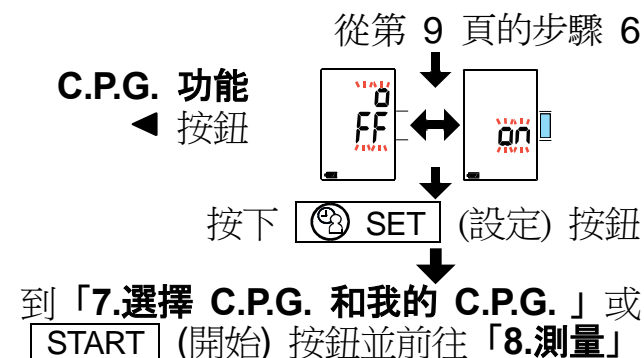 從第 9 頁的步驟 6
C.P.G. 功能
◄ 按鈕
o
FF
on
按下 SET (設定) 按鈕
到「7.選擇 C.P.G. 和我的 C.P.G. 」或
START (開始) 按鈕並前往「8.測量」